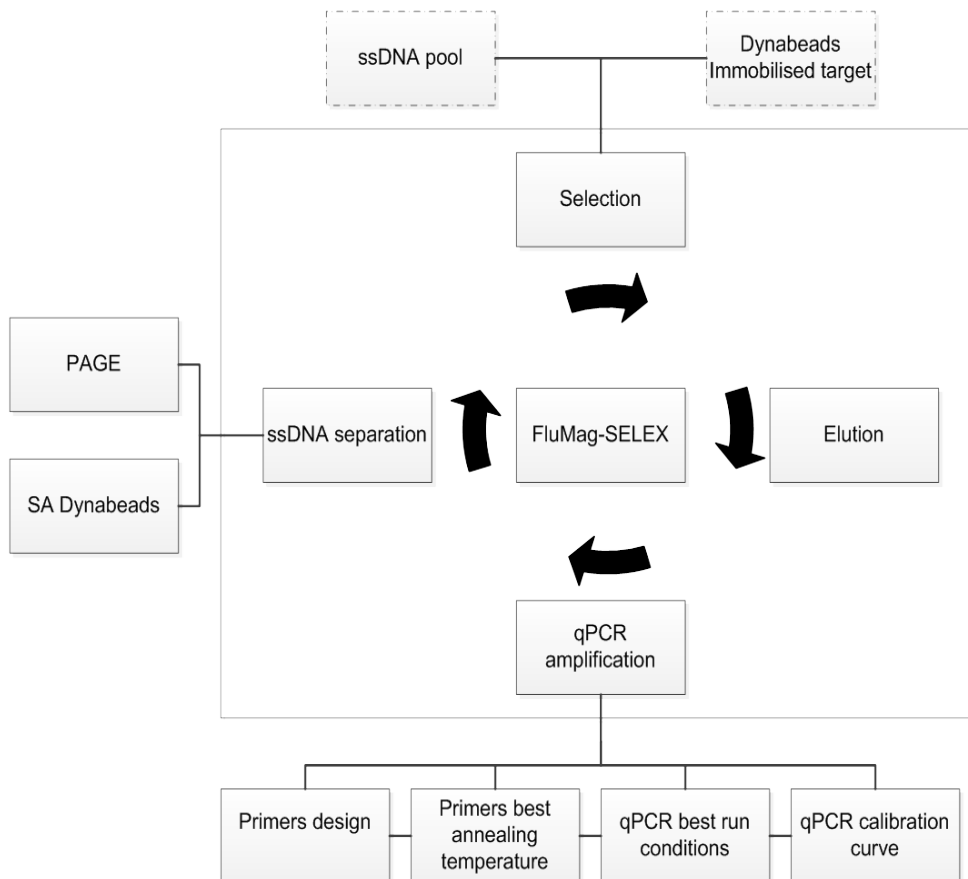 ssDNA pool
Dynabeads
Immobilised target
Selection
PAGE
ssDNA separation
FluMag-SELEX
Elution
SA Dynabeads
qPCR
amplification
Primers design
Primers best
annealing
temperature
qPCR best run
conditions
qPCR calibration
curve